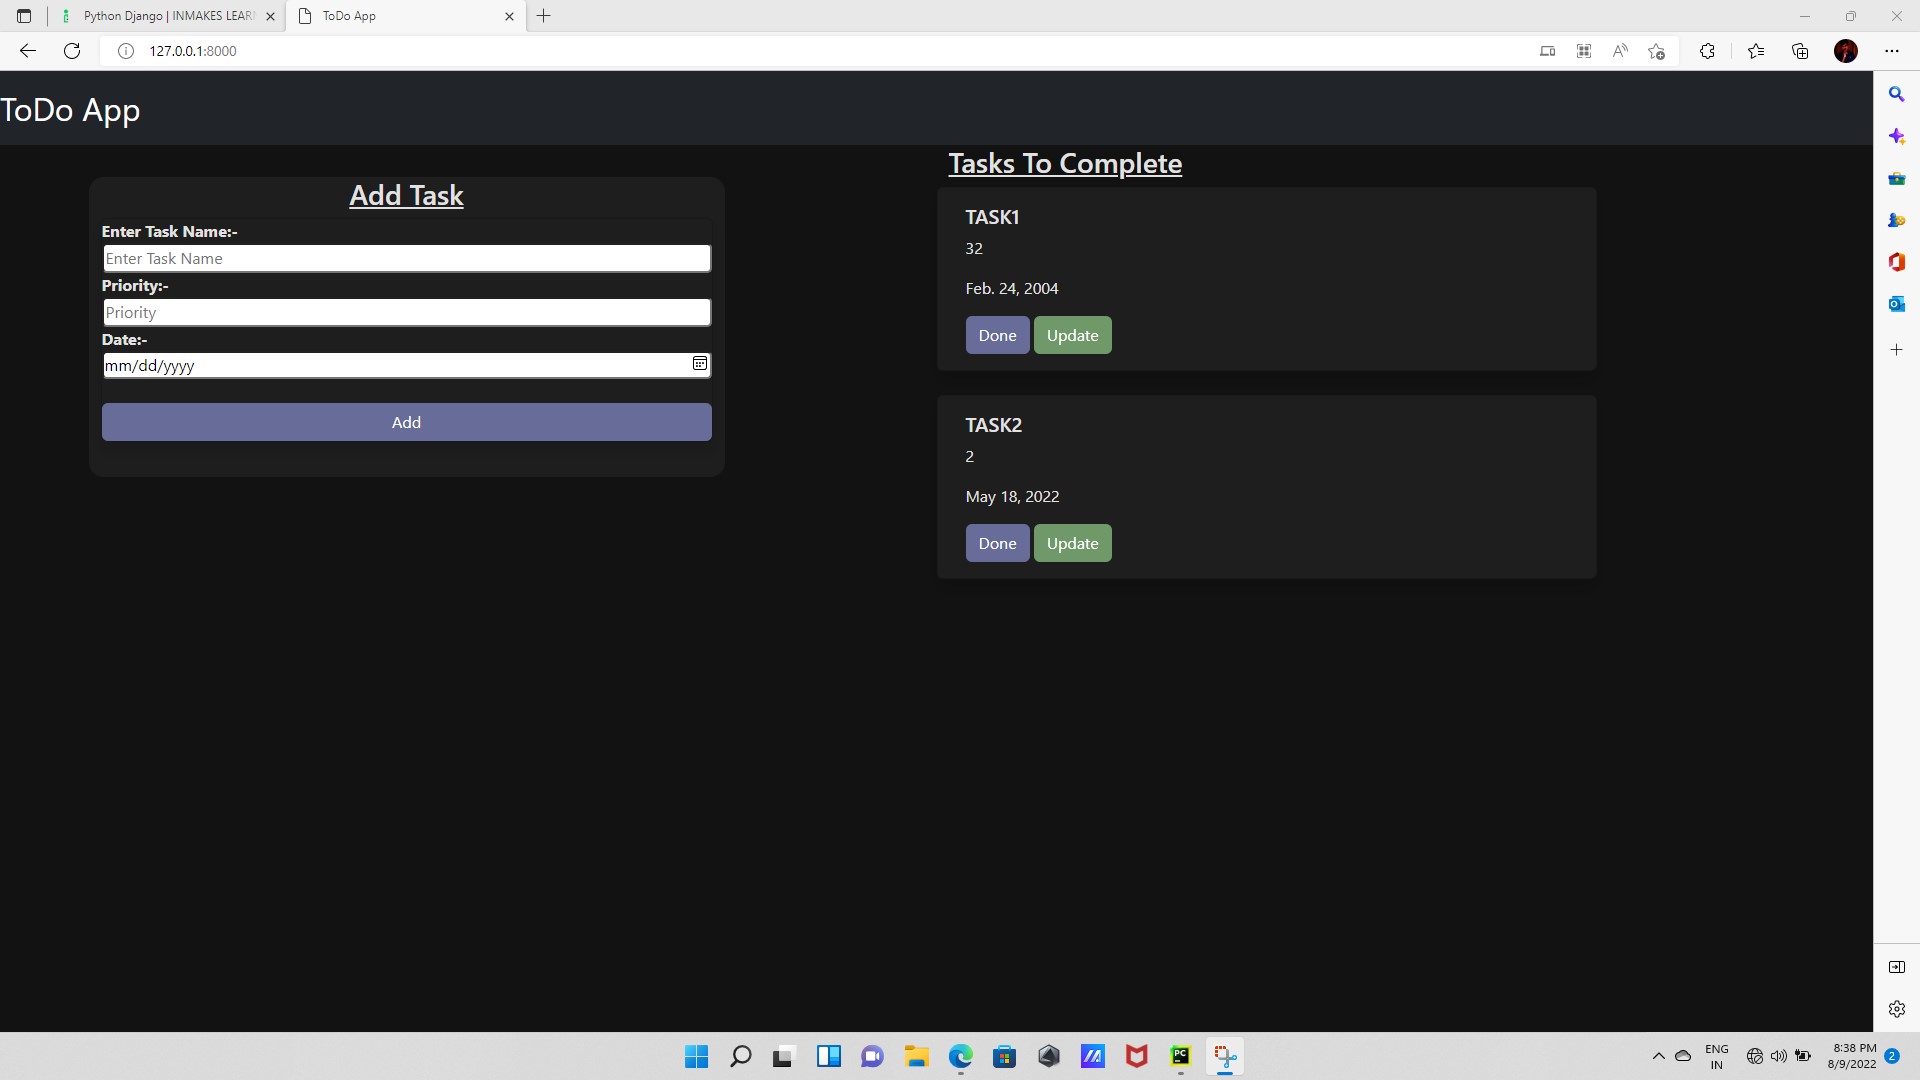 Python Django | INMAKES LEAR
ToDo App
127.0.0.1:8000
ToDo App
Add Task
Enter Task Name:-
Enter Task Name
Priority:-
Priority
Date:-
mm/dd/yyyy
Add
Tasks To Complete
TASK1
32
Feb. 24, 2004
Done Update
TASK2
2
May 18, 2022
Done Update
ENG
IN
8:38 PM
8/9/2022
2